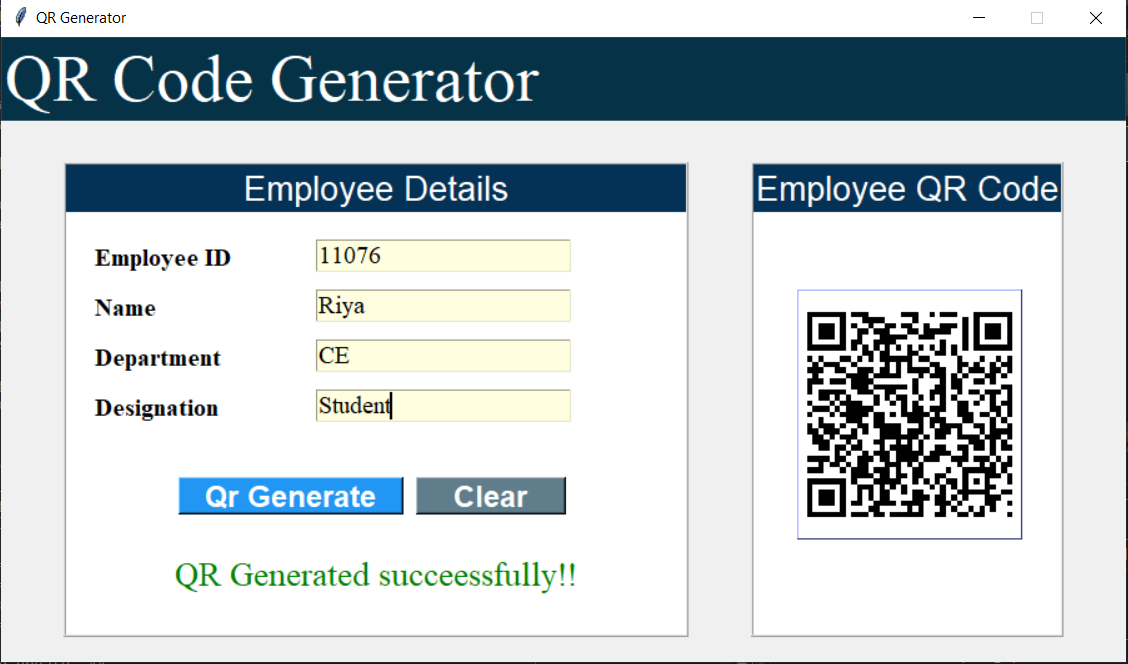 QR Generator
QR Code Generator
Employee Details
Employee ID 11076
Name Riya
Department CE
Designation Student
Qr Generate Clear
QR Generated succeessfully!!
Employee QR Code